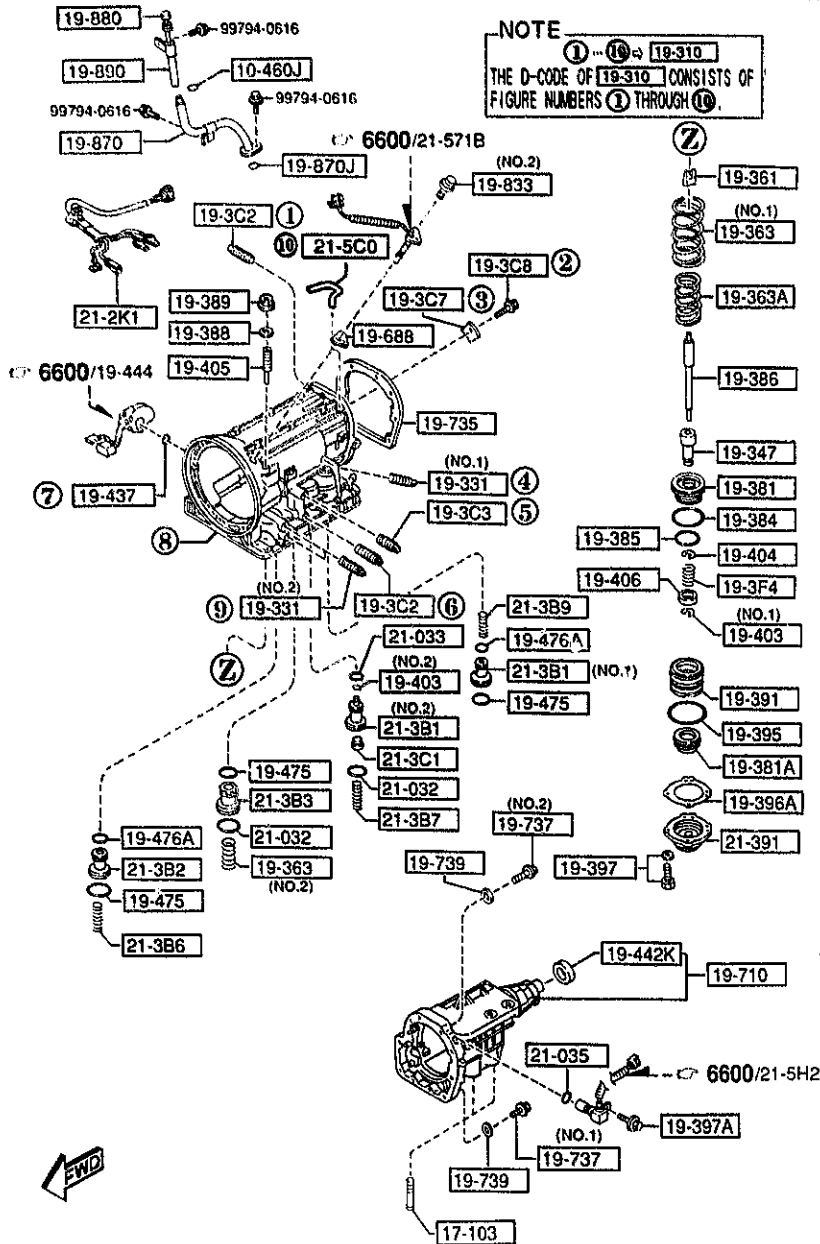 19-880
99794-0616
19-890
10-460J
99794-0616
99794-0616
19-870
19-870J
6600/21-571B
(NO.2)
19-833
NOTE
① - ⑩ ⇨ 19-310
THE D-CODE OF 19-310 CONSISTS OF
FIGURE NUMBERS ① THROUGH ⑩.
Ⓩ
19-361
(NO.1)
19-363
19-363A
19-386
19-347
19-381
19-384
19-385
19-404
19-406
19-3F4
(NO.1)
19-403
19-391
19-395
19-381A
19-396A
21-391
19-397
19-3C2 ①
⑩ 21-5C0
19-3C8 ②
19-3C7 ③
21-2K1
19-389
19-388
19-405
19-68B
6600/19-444
19-735
⑦ 19-437
(NO.1)
19-331 ④
19-3C3 ⑤
⑧
(NO.2)
⑨ 19-331
19-3C2 ⑥
Ⓩ
21-3B9
19-476A
21-3B1 (NO.1)
19-475
21-033
(NO.2)
19-403
(NO.2)
21-3B1
21-3C1
21-032
21-3B7
19-475
21-3B3
21-032
19-363
(NO.2)
19-476A
21-3B2
19-475
21-3B6
(NO.2)
19-737
19-739
19-442K
19-710
21-035
6600/21-5H2
19-397A
(NO.1)
19-737
19-739
17-103
FWD